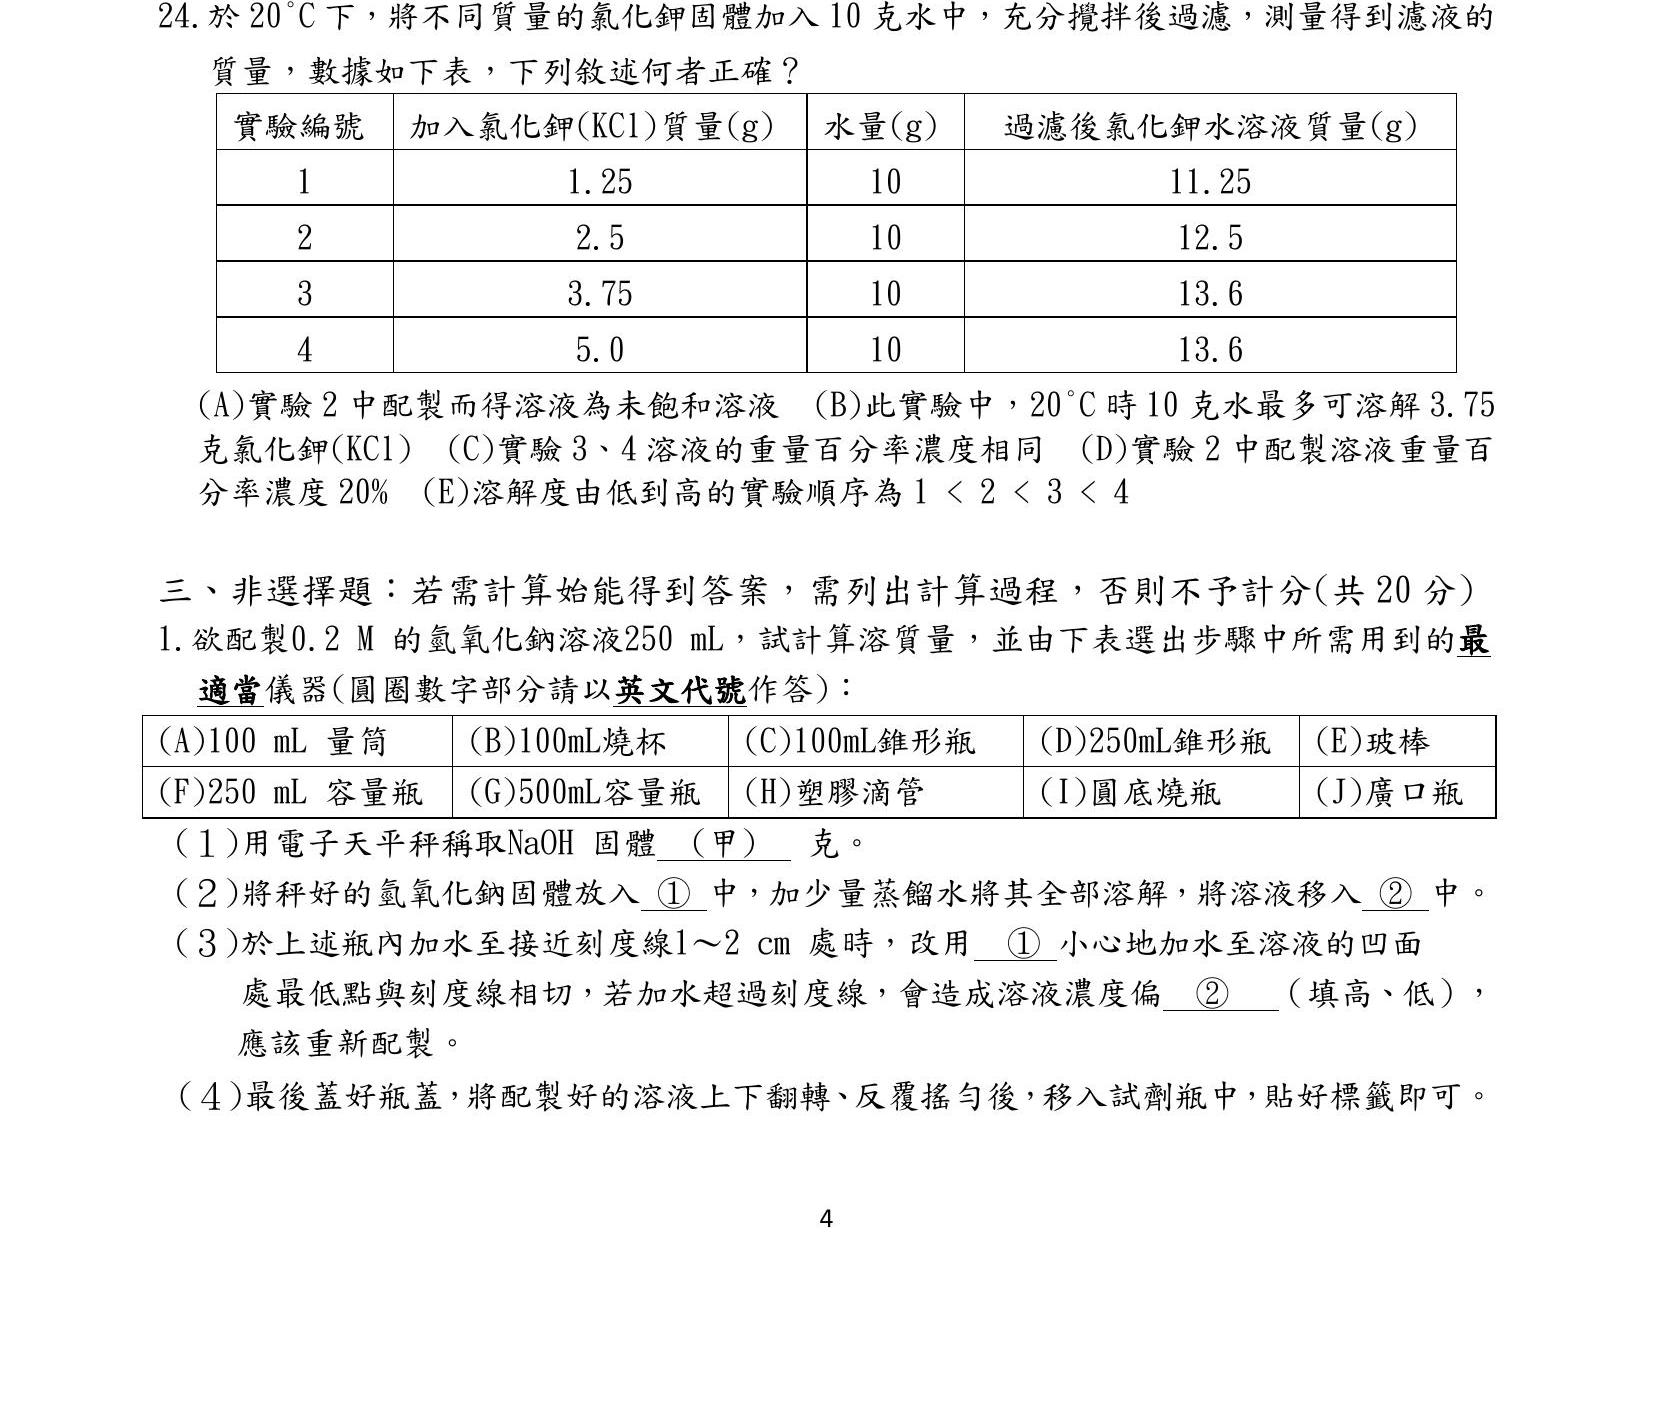 24.於 20°C 下，將不同質量的氯化鉀固體加入 10 克水中，充分攪拌後過濾，測量得到濾液的
質量，數據如下表，下列敘述何者正確？
實驗編號 加入氯化鉀(KCl)質量(g) 水量(g) 過濾後氯化鉀水溶液質量(g)
1 1.25 10 11.25
2 2.5 10 12.5
3 3.75 10 13.6
4 5.0 10 13.6
(A)實驗 2 中配製而得溶液為未飽和溶液 (B)此實驗中，20°C 時 10 克水最多可溶解 3.75
克氯化鉀(KCl) (C)實驗 3、4 溶液的重量百分率濃度相同 (D)實驗 2 中配製溶液重量百
分率濃度 20% (E)溶解度由低到高的實驗順序為 1 < 2 < 3 < 4
三、非選擇題：若需計算始能得到答案，需列出計算過程，否則不予計分(共 20 分)
1.欲配製0.2 M 的氫氧化鈉溶液250 mL，試計算溶質量，並由下表選出步驟中所需用到的最
適當儀器(圓圈數字部分請以英文代號作答)：
(A)100 mL 量筒 (B)100mL燒杯 (C)100mL錐形瓶 (D)250mL錐形瓶 (E)玻棒
(F)250 mL 容量瓶 (G)500mL容量瓶 (H)塑膠滴管 (I)圓底燒瓶 (J)廣口瓶
(1)用電子天平秤稱取NaOH 固體 (甲) 克。
(2)將秤好的氫氧化鈉固體放入 ① 中，加少量蒸餾水將其全部溶解，將溶液移入 ② 中。
(3)於上述瓶內加水至接近刻度線1～2 cm 處時，改用 ① 小心地加水至溶液的凹面
處最低點與刻度線相切，若加水超過刻度線，會造成溶液濃度偏 ② (填高、低)，
應該重新配製。
(4)最後蓋好瓶蓋，將配製好的溶液上下翻轉、反覆搖勻後，移入試劑瓶中，貼好標籤即可。
4